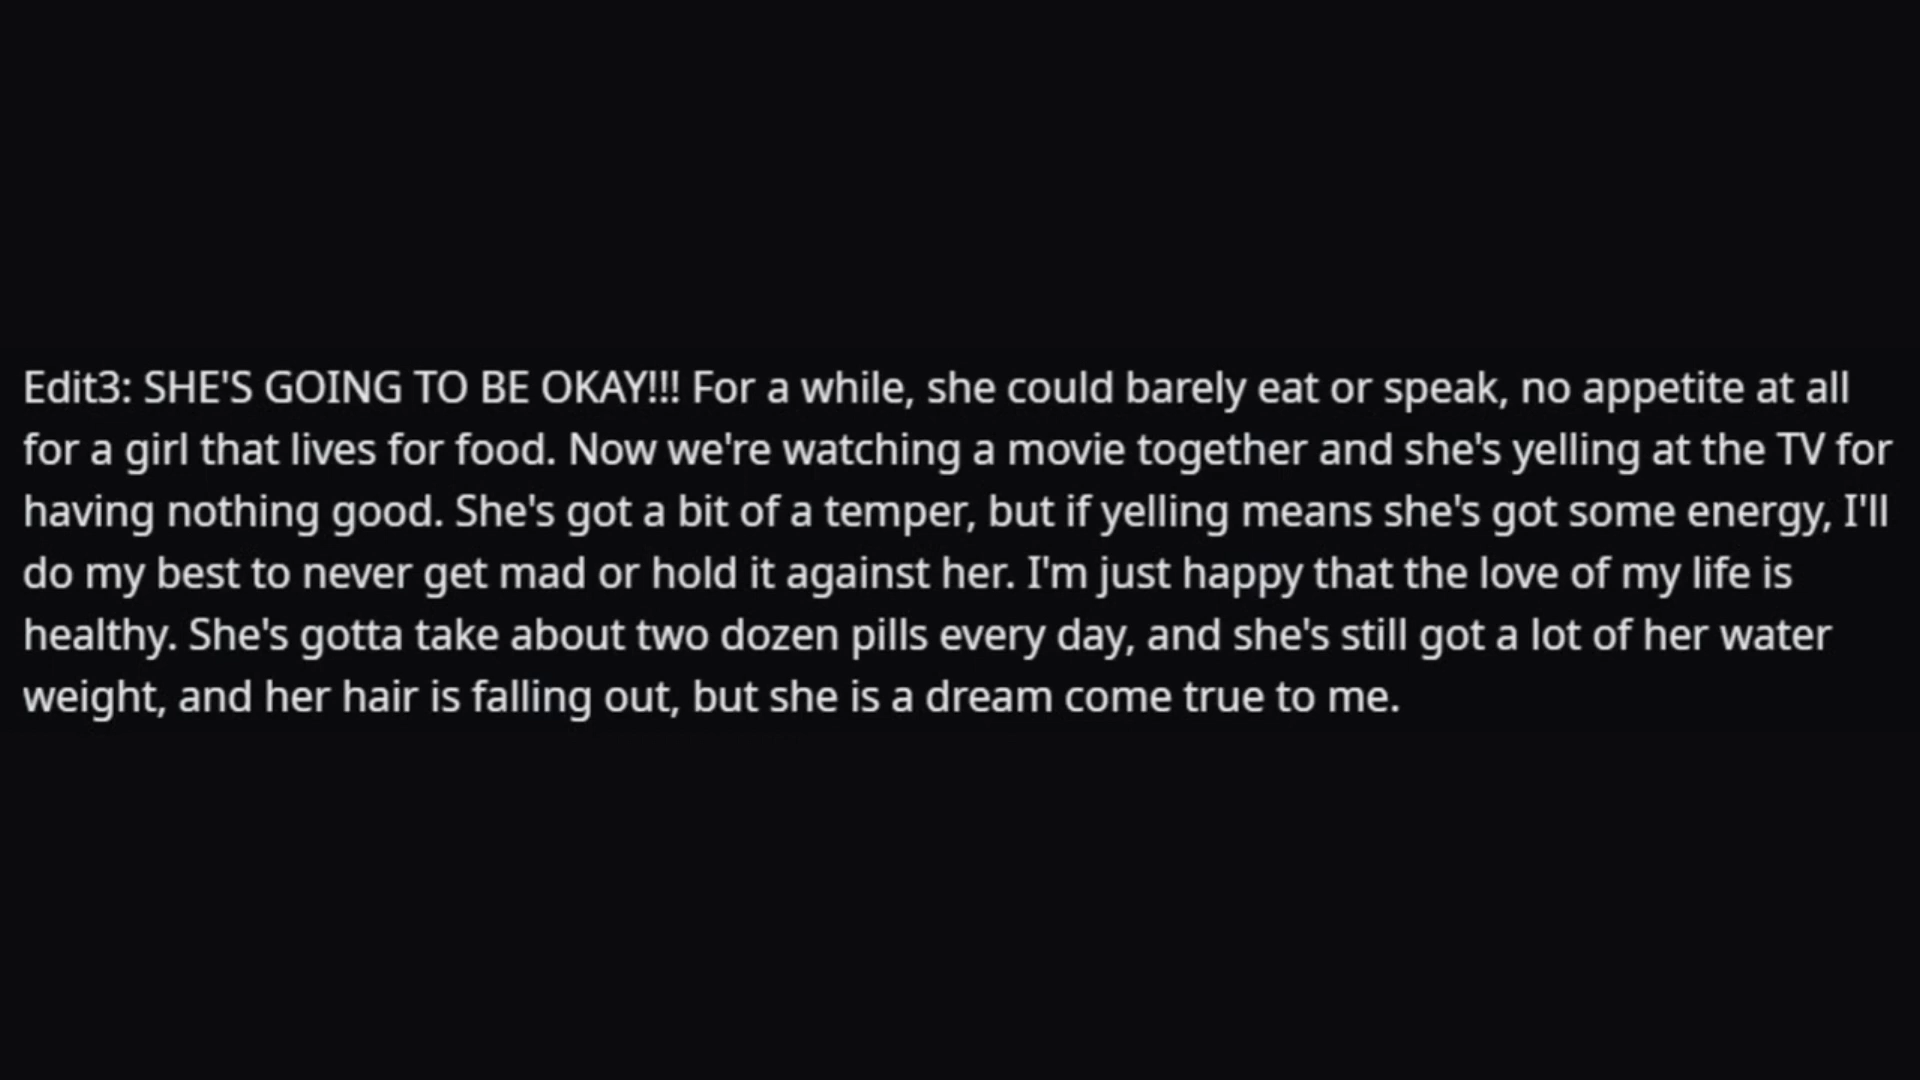 Edit3: SHE'S GOING TO BE OKAY!!! For a while, she could barely eat or speak, no appetite at all
for a girl that lives for food. Now we're watching a movie together and she's yelling at the TV for
having nothing good. She's got a bit of a temper, but if yelling means she's got some energy, I'll
do my best to never get mad or hold it against her. I'm just happy that the love of my life is
healthy. She's gotta take about two dozen pills every day, and she's still got a lot of her water
weight, and her hair is falling out, but she is a dream come true to me.